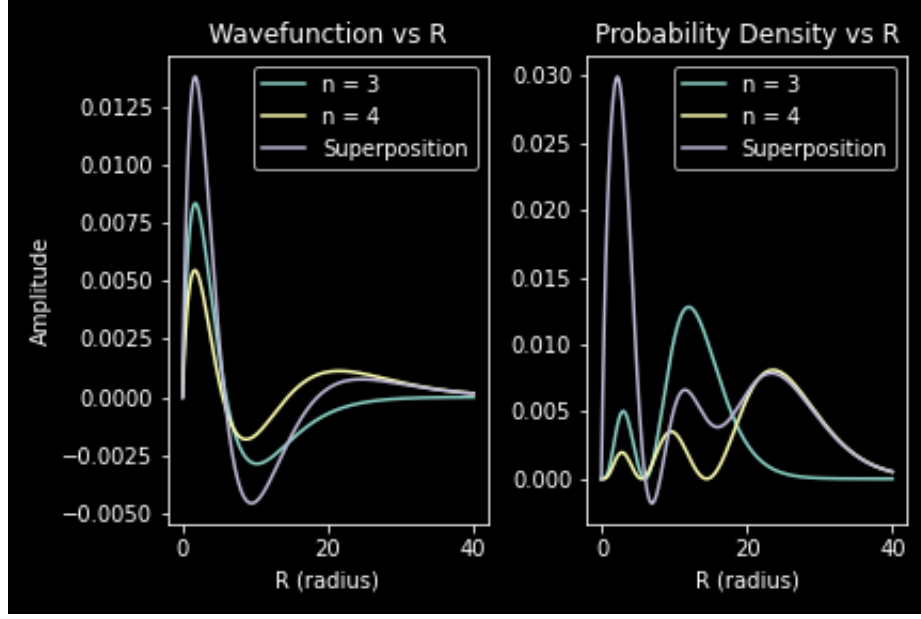 Wavefunction vs R
Probability Density vs R
n = 3
n = 4
Superposition
n = 3
n = 4
Superposition
Amplitude
0.0125
0.0100
0.0075
0.0050
0.0025
0.0000
−0.0025
−0.0050
0.030
0.025
0.020
0.015
0.010
0.005
0.000
0 20 40
0 20 40
R (radius)
R (radius)